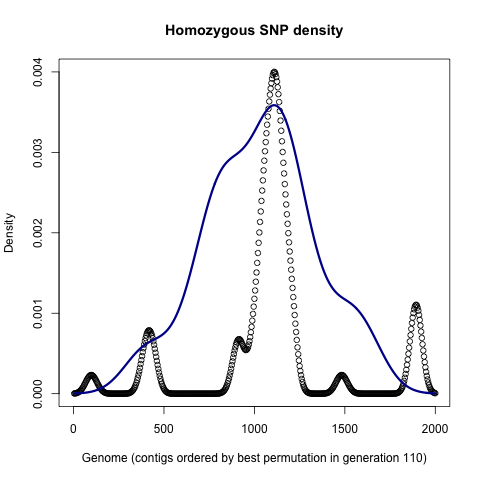 Homozygous SNP density
Density
0.004
0.003
0.002
0.001
0.000
0 500 1000 1500 2000
Genome (contigs ordered by best permutation in generation 110)